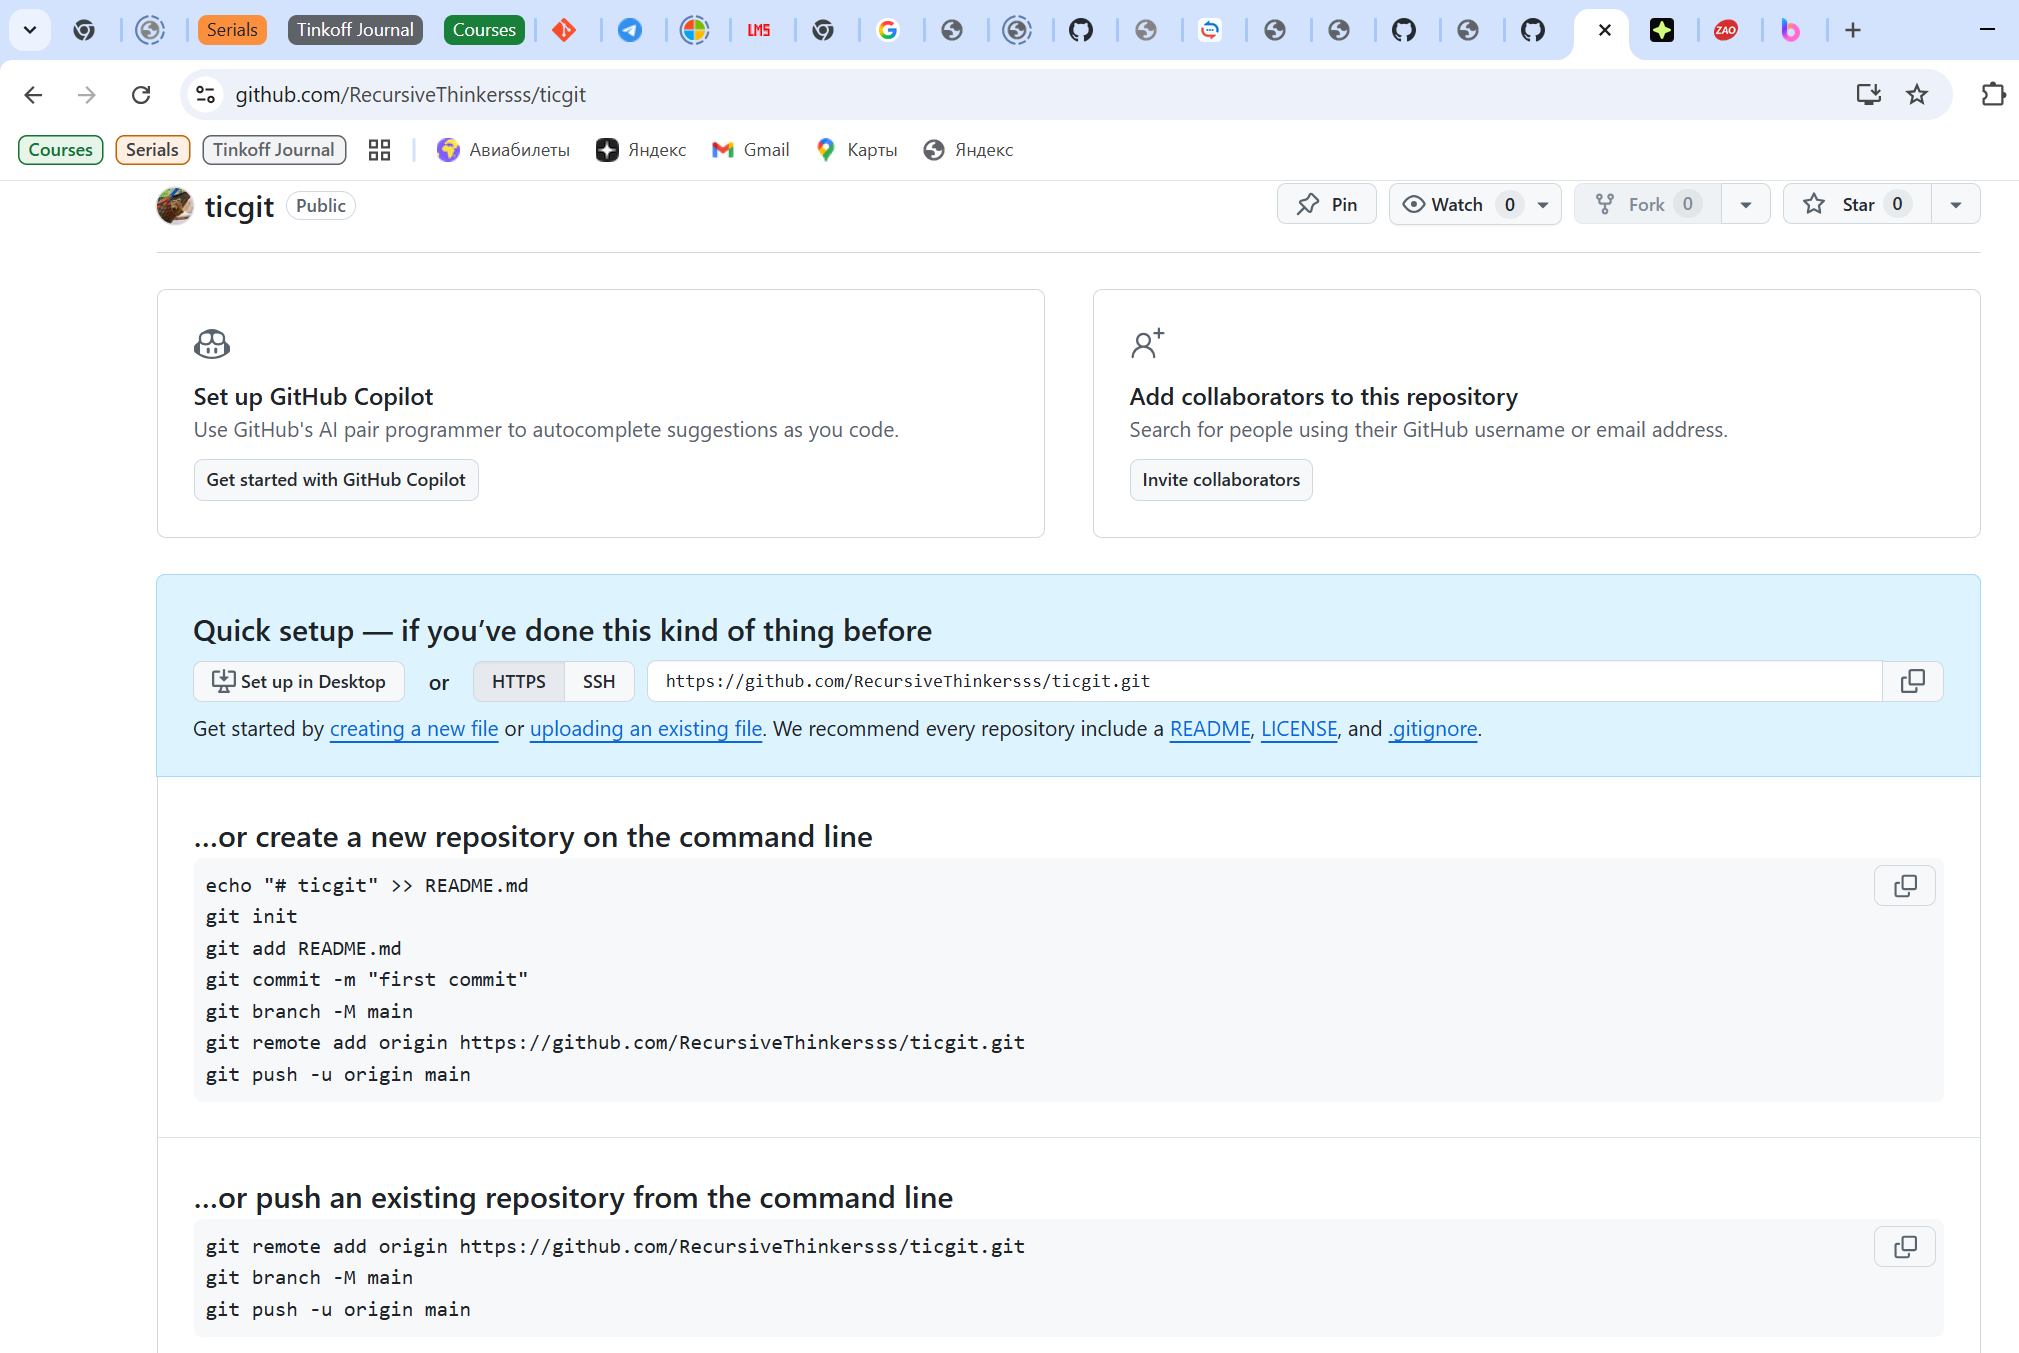 Serials
Tinkoff Journal
Courses
LMS
ZAO
github.com/RecursiveThinkersss/ticgit
Courses
Serials
Tinkoff Journal
Авиабилеты
Яндекс
Gmail
Карты
Яндекс
ticgit
Public
Pin
Watch 0
Fork 0
Star 0
Set up GitHub Copilot
Use GitHub's AI pair programmer to autocomplete suggestions as you code.
Get started with GitHub Copilot
Add collaborators to this repository
Search for people using their GitHub username or email address.
Invite collaborators
Quick setup — if you’ve done this kind of thing before
Set up in Desktop or HTTPS SSH https://github.com/RecursiveThinkersss/ticgit.git
Get started by creating a new file or uploading an existing file. We recommend every repository include a README, LICENSE, and .gitignore.
…or create a new repository on the command line
echo "# ticgit" >> README.md
git init
git add README.md
git commit -m "first commit"
git branch -M main
git remote add origin https://github.com/RecursiveThinkersss/ticgit.git
git push -u origin main
…or push an existing repository from the command line
git remote add origin https://github.com/RecursiveThinkersss/ticgit.git
git branch -M main
git push -u origin main